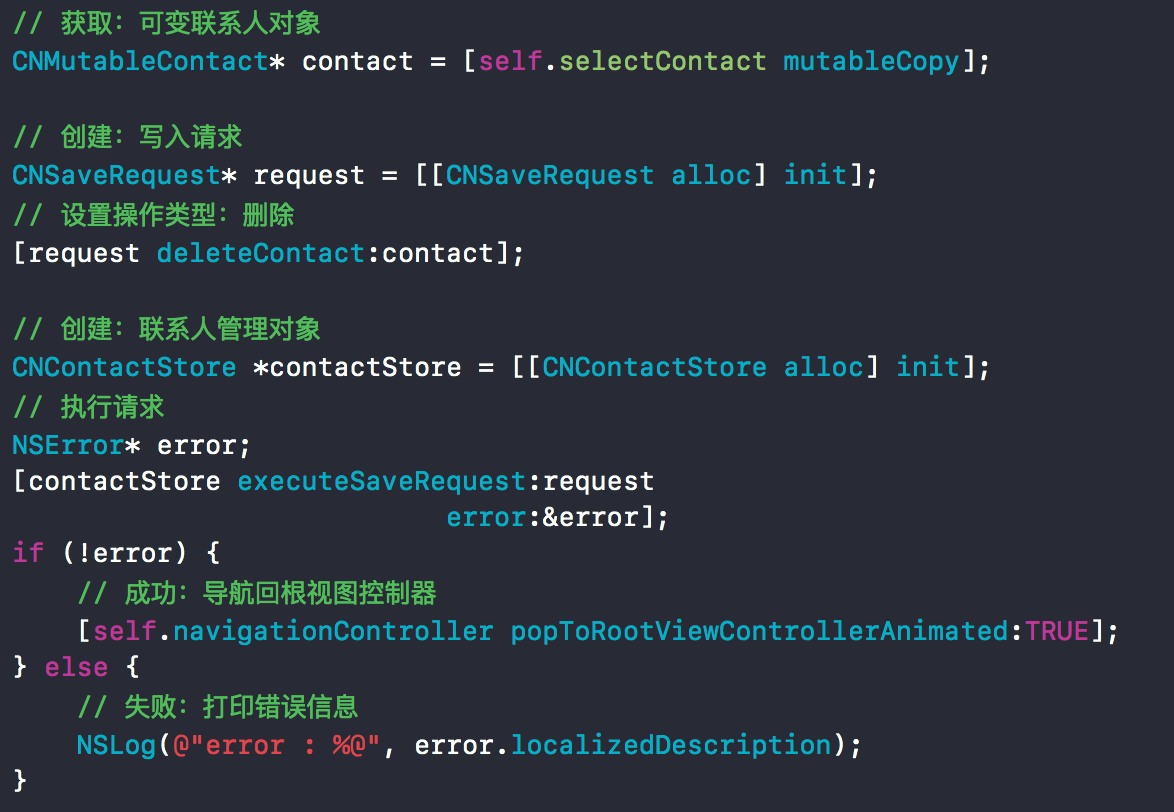 // 获取：可变联系人对象
CNMutableContact* contact = [self.selectContact mutableCopy];
// 创建：写入请求
CNSaveRequest* request = [[CNSaveRequest alloc] init];
// 设置操作类型：删除
[request deleteContact:contact];
// 创建：联系人管理对象
CNContactStore *contactStore = [[CNContactStore alloc] init];
// 执行请求
NSError* error;
[contactStore executeSaveRequest:request
error:&error];
if (!error) {
// 成功：导航回根视图控制器
[self.navigationController popToRootViewControllerAnimated:TRUE];
} else {
// 失败：打印错误信息
NSLog(@"error : %@", error.localizedDescription);
}